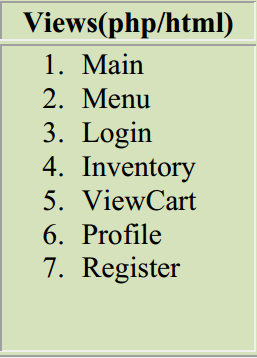 Views(php/html)
1. Main
2. Menu
3. Login
4. Inventory
5. ViewCart
6. Profile
7. Register